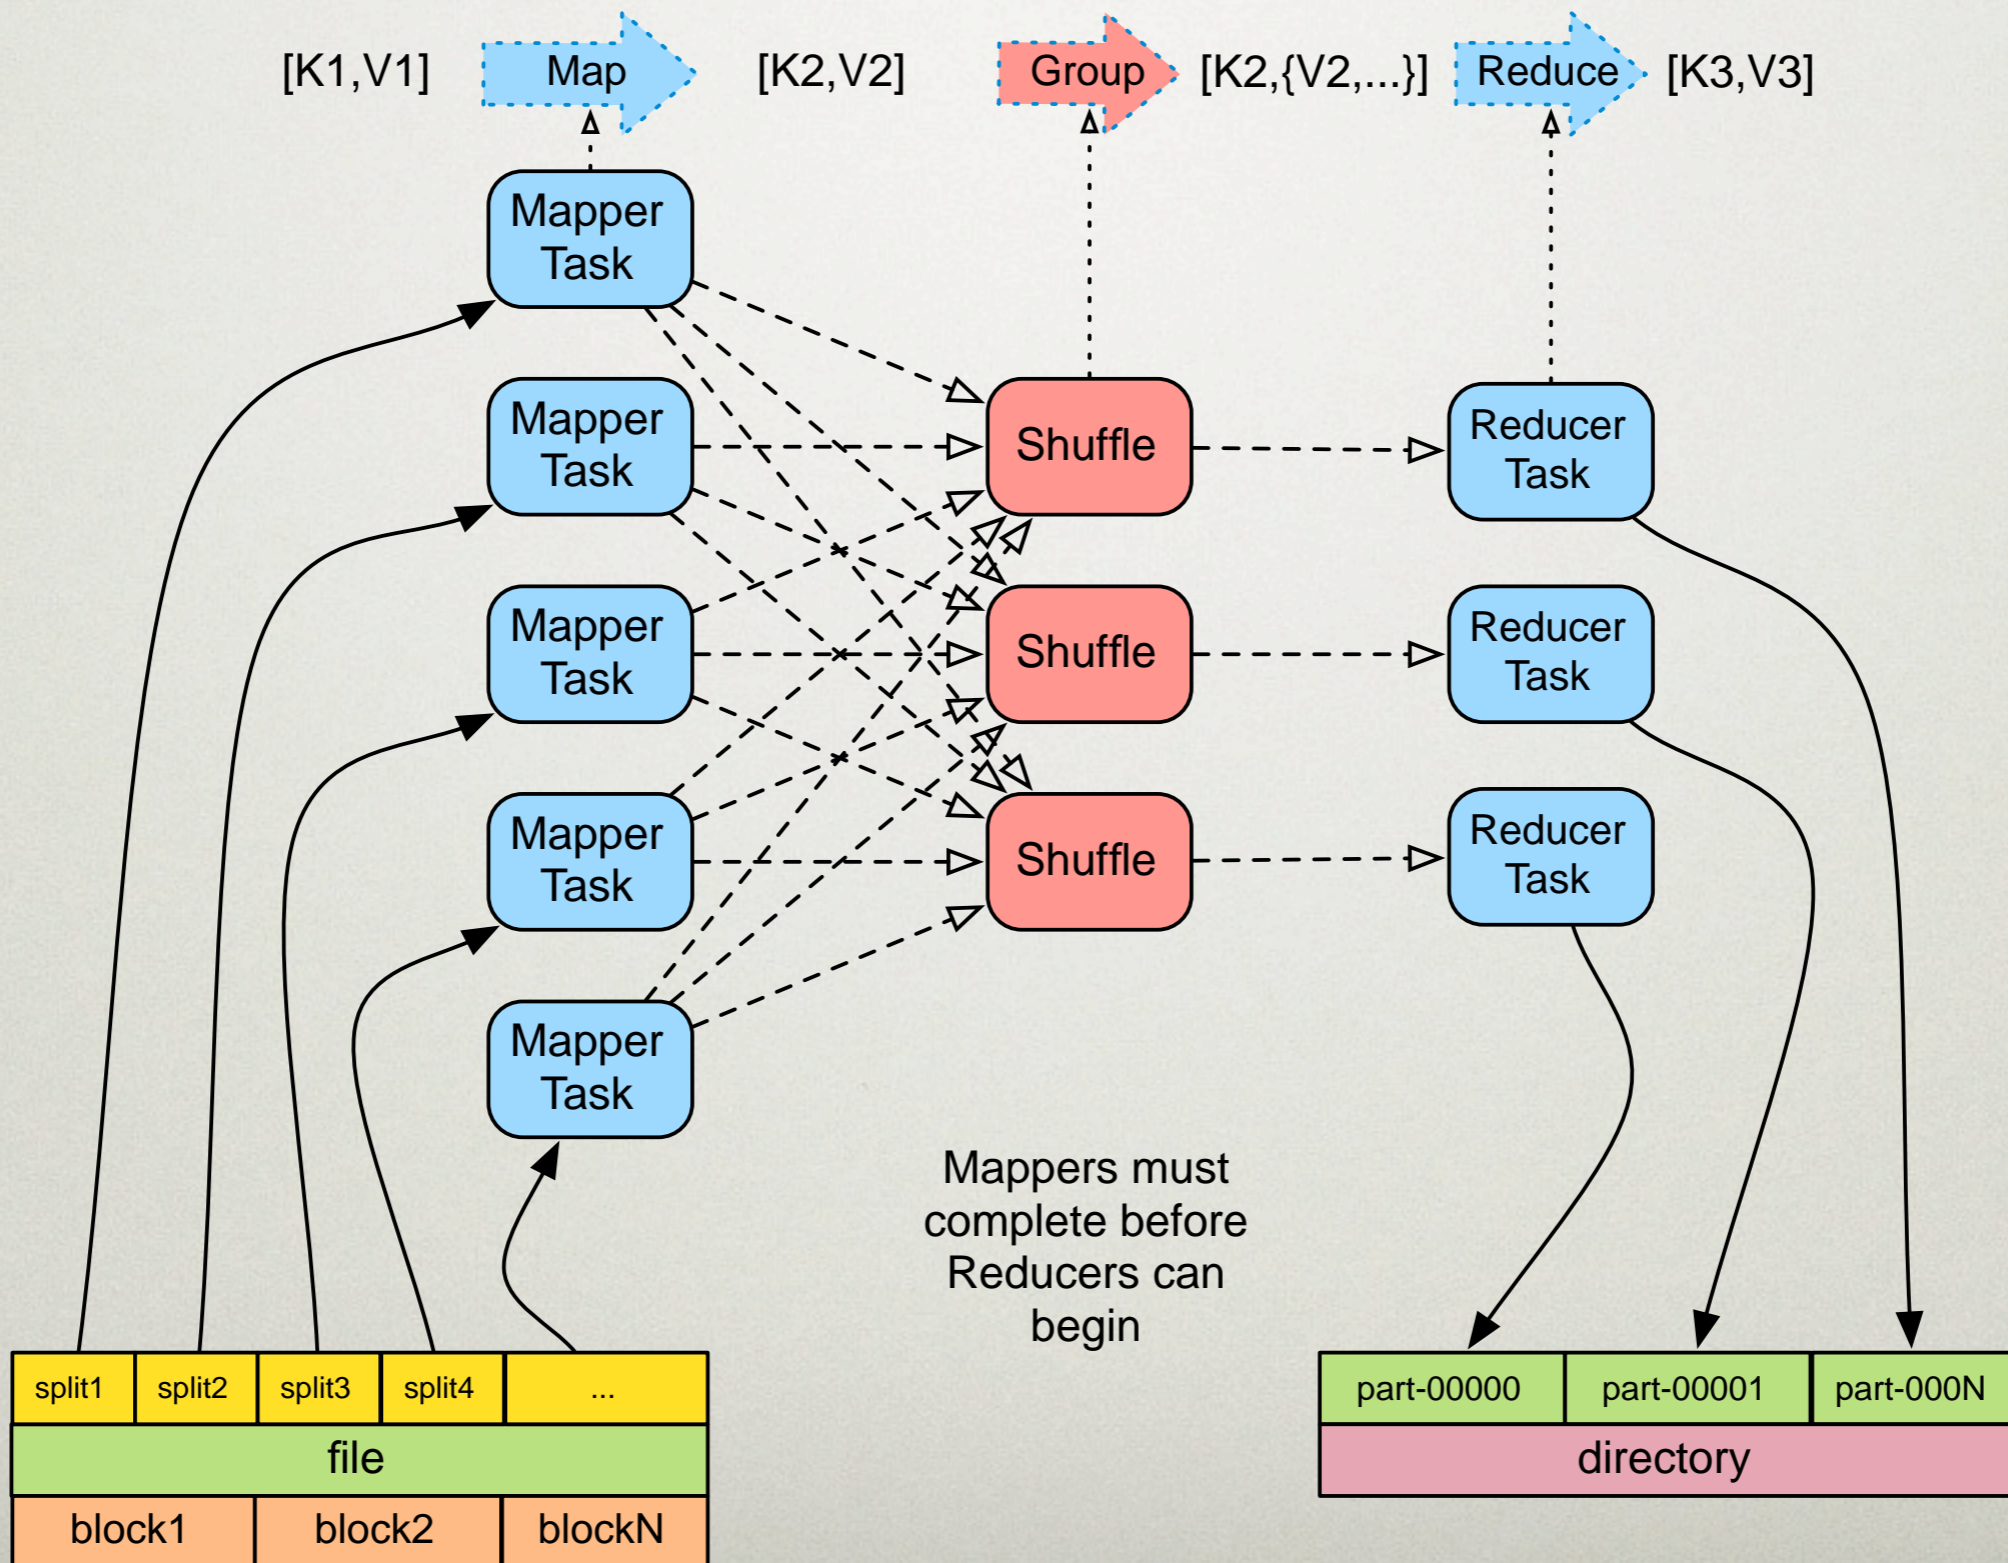 [K1,V1] Map [K2,V2] Group [K2,{V2,...}] Reduce [K3,V3]
Mapper
Task
Mapper
Task
Mapper
Task
Mapper
Task
Mapper
Task
Shuffle
Shuffle
Shuffle
Reducer
Task
Reducer
Task
Reducer
Task
Mappers must
complete before
Reducers can
begin
split1 split2 split3 split4 ...
file
block1 block2 blockN
part-00000 part-00001 part-000N
directory